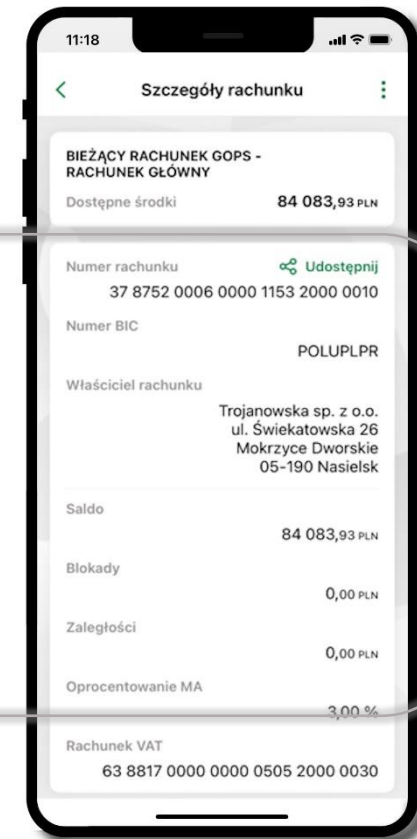 11:18
Szczegóły rachunku
BIEŻĄCY RACHUNEK GOPS -
RACHUNEK GŁÓWNY
Dostępne środki 84 083,93 PLN
Numer rachunku Udostępnij
37 8752 0006 0000 1153 2000 0010
Numer BIC
POLUPLPR
Właściciel rachunku
Trojanowska sp. z o.o.
ul. Świekatowska 26
Mokrzyce Dworskie
05-190 Nasielsk
Saldo
84 083,93 PLN
Blokady
0,00 PLN
Zaległości
0,00 PLN
Oprocentowanie MA
3,00 %
Rachunek VAT
63 8817 0000 0000 0505 2000 0030